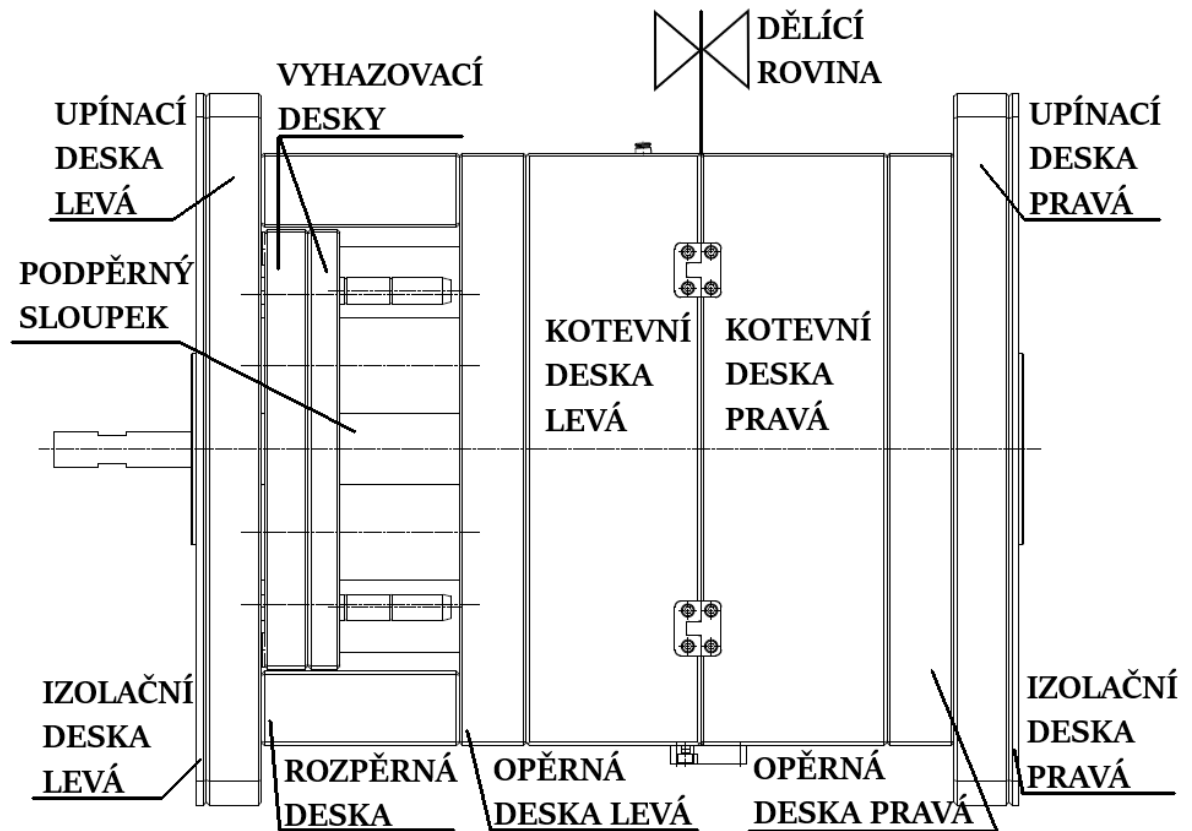 DĚLÍCÍ
ROVINA
VYHAZOVACÍ
DESKY
UPÍNACÍ
DESKA
LEVÁ
UPÍNACÍ
DESKA
PRAVÁ
PODPĚRNÝ
SLOUPEK
KOTEVNÍ
DESKA
LEVÁ
KOTEVNÍ
DESKA
PRAVÁ
IZOLAČNÍ
DESKA
LEVÁ
ROZPĚRNÁ
DESKA
OPĚRNÁ
DESKA LEVÁ
OPĚRNÁ
DESKA PRAVÁ
IZOLAČNÍ
DESKA
PRAVÁ